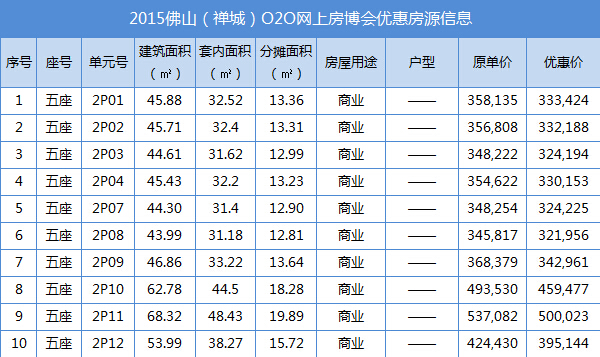 2015佛山（禅城）O2O网上房博会优惠房源信息
序号 座号 单元号 建筑面积（㎡） 套内面积（㎡） 分摊面积（㎡） 房屋用途 户型 原单价 优惠价
1 五座 2P01 45.88 32.52 13.36 商业 —— 358,135 333,424
2 五座 2P02 45.71 32.4 13.31 商业 —— 356,808 332,188
3 五座 2P03 44.61 31.62 12.99 商业 —— 348,222 324,194
4 五座 2P04 45.43 32.2 13.23 商业 —— 354,622 330,153
5 五座 2P07 44.30 31.4 12.90 商业 —— 348,254 324,225
6 五座 2P08 43.99 31.18 12.81 商业 —— 345,817 321,956
7 五座 2P09 46.86 33.22 13.64 商业 —— 368,379 342,961
8 五座 2P10 62.78 44.5 18.28 商业 —— 493,530 459,477
9 五座 2P11 68.32 48.43 19.89 商业 —— 537,082 500,023
10 五座 2P12 53.99 38.27 15.72 商业 —— 424,430 395,144